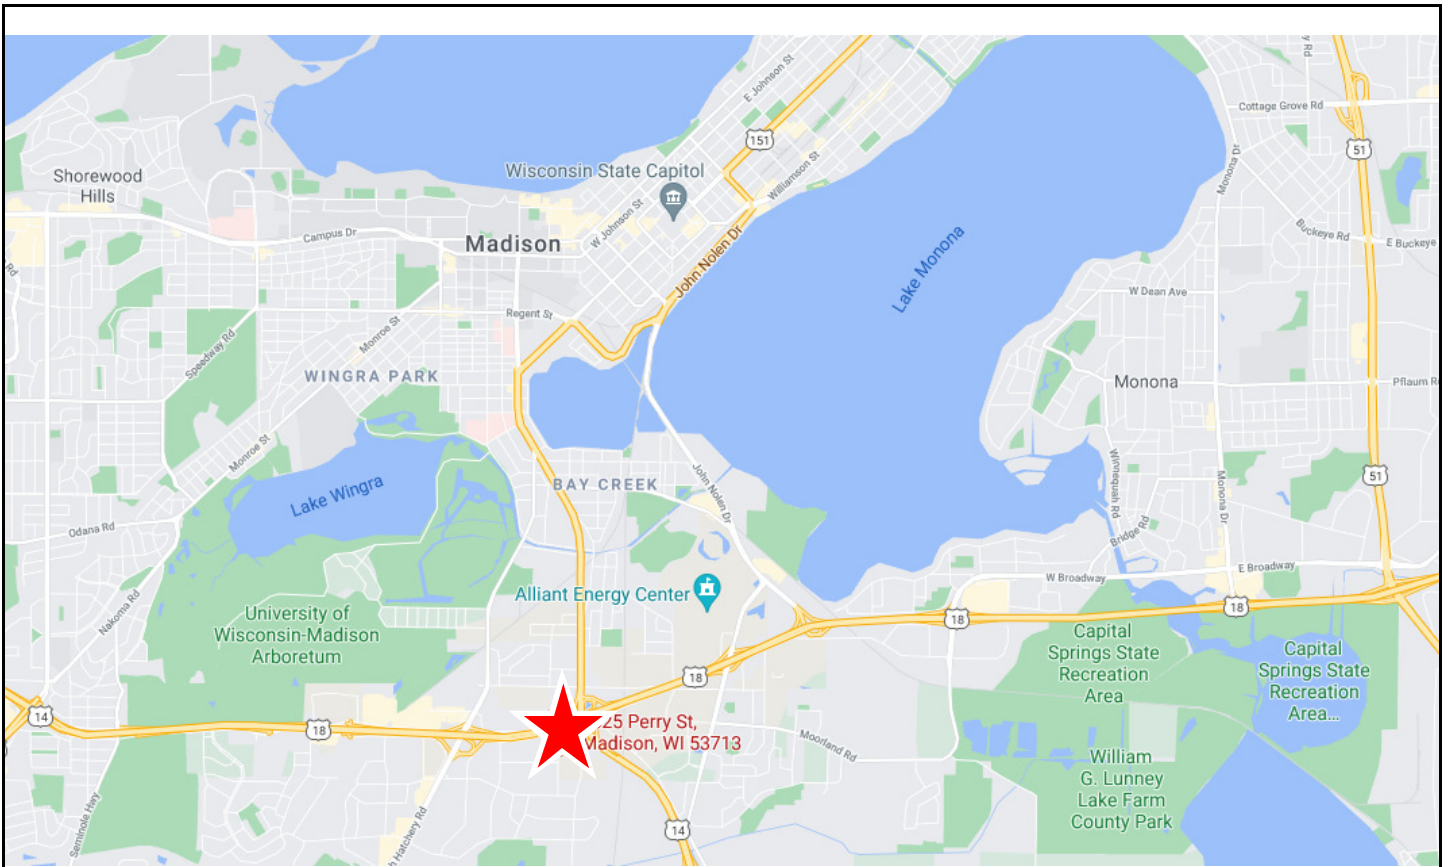 E Johnson St
y Rd
Cottage Grove Rd
151
51
Wisconsin State Capitol
Shorewood
Hills
Williamson St
Monona Dr
W Johnson St
Campus Dr
Madison
Buckeye Rd
E Buckeye
Rd
John Nolen Dr
Lake Monona
W Dean Ave
Regent St
Monroe St
Speedway Rd
WINGRA PARK
Monona
Pflaum R
Monroe St
51
Lake Wingra
BAY CREEK
John Nolen Dr
Winnequah Rd
Monona Dr
Odana Rd
Bridge Rd
E Broadway
W Broadway
Alliant Energy Center
Nakoma Rd
18
18
University of
Wisconsin-Madison
Arboretum
Capital
Springs State
Recreation
Area
Capital
Springs State
Recreation
Area...
18
14
18
25 Perry St,
Madison, WI 53713
Moorland Rd
William
G. Lunney
Lake Farm
County Park
Seminole Hwy
h Hatchery Rd
14